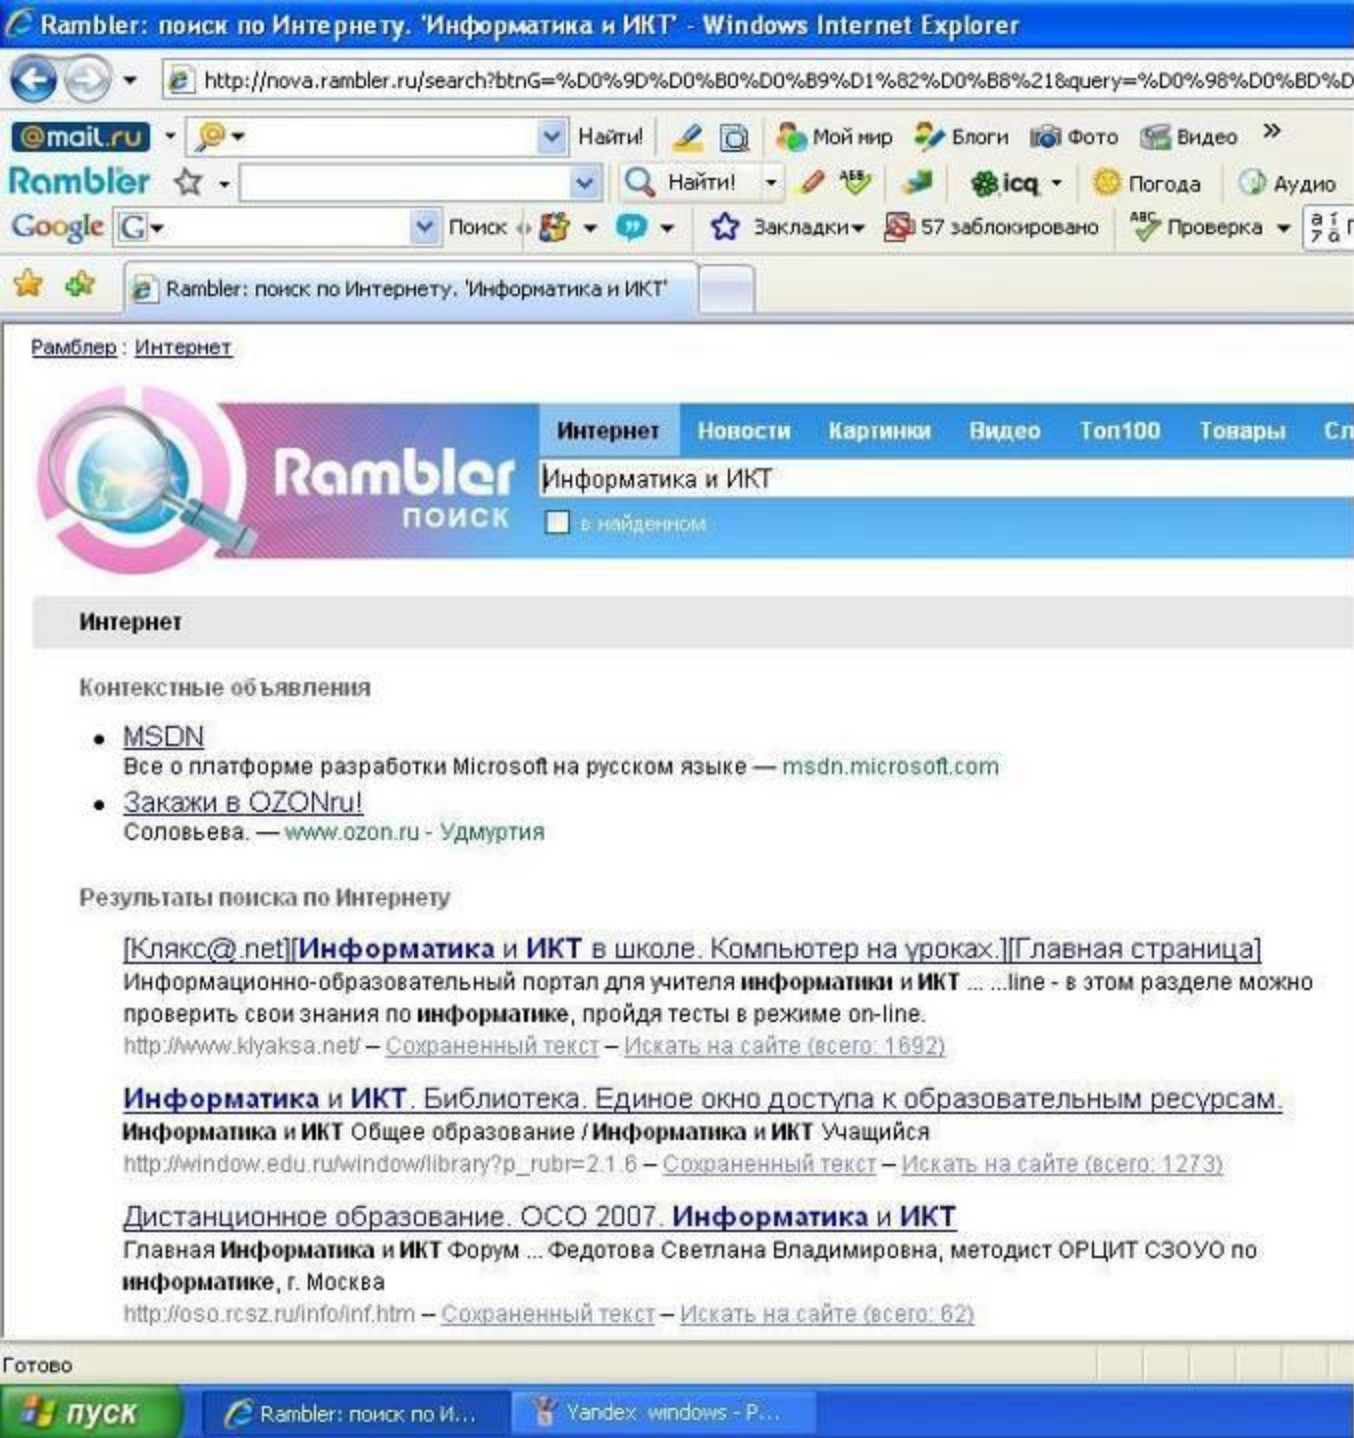 Rambler: поиск по Интернету. 'Информатика и ИКТ' - Windows Internet Explorer
http://nova.rambler.ru/search?btnG=%D0%9D%D0%B0%D0%B9%D1%82%D0%B8%21&query=%D0%98%D0%BD%D
@mail.ru Найти! Мой мир Блоги Фото Видео »
Rambler Найти! АБВ icq Погода Аудио
Google G Поиск Закладки 57 заблокировано ABC Проверка
Rambler: поиск по Интернету. 'Информатика и ИКТ'
Рамблер : Интернет
Интернет Новости Картинки Видео Топ100 Товары Сл
Rambler Информатика и ИКТ
поиск в найденном
Интернет
Контекстные объявления
• MSDN
Все о платформе разработки Microsoft на русском языке — msdn.microsoft.com
• Закажи в OZONru!
Соловьева. — www.ozon.ru - Удмуртия
Результаты поиска по Интернету
[Клякс@.net][Информатика и ИКТ в школе. Компьютер на уроках.][Главная страница]
Информационно-образовательный портал для учителя информатики и ИКТ ... ...line - в этом разделе можно
проверить свои знания по информатике, пройдя тесты в режиме on-line.
http://www.klyaksa.net/ – Сохраненный текст – Искать на сайте (всего: 1692)
Информатика и ИКТ. Библиотека. Единое окно доступа к образовательным ресурсам.
Информатика и ИКТ Общее образование / Информатика и ИКТ Учащийся
http://window.edu.ru/window/library?p_rubr=2.1.6 – Сохраненный текст – Искать на сайте (всего: 1273)
Дистанционное образование. ОСО 2007. Информатика и ИКТ
Главная Информатика и ИКТ Форум ... Федотова Светлана Владимировна, методист ОРЦИТ СЗОУО по
информатике, г. Москва
http://oso.rcsz.ru/info/inf.htm – Сохраненный текст – Искать на сайте (всего: 62)
Готово
пуск Rambler: поиск по И... Yandex windows - P...